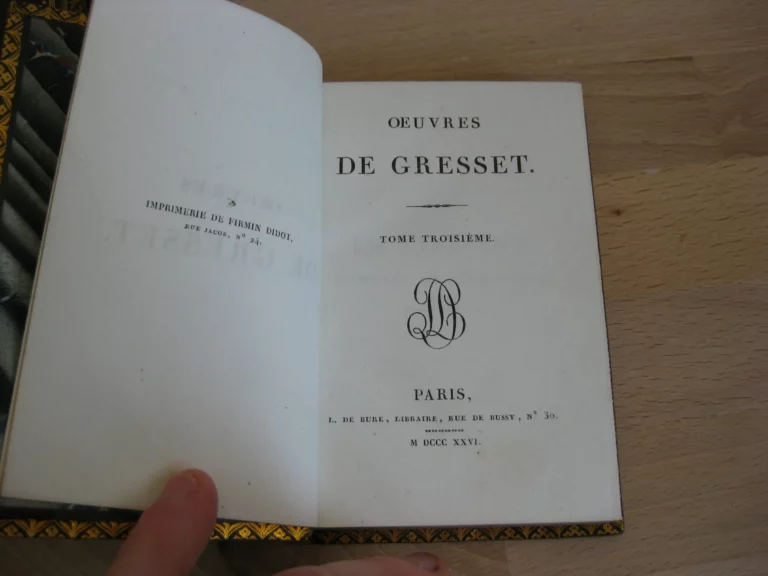 IMPRIMERIE DE FIRMIN DIDOT,
RUE JACOB, N° 24.
OEUVRES
DE GRESSET.
TOME TROISIÈME.
PARIS,
L. DE BURE, LIBRAIRE, RUE DE BUSSY, N° 30.
M DCCC XXVI.